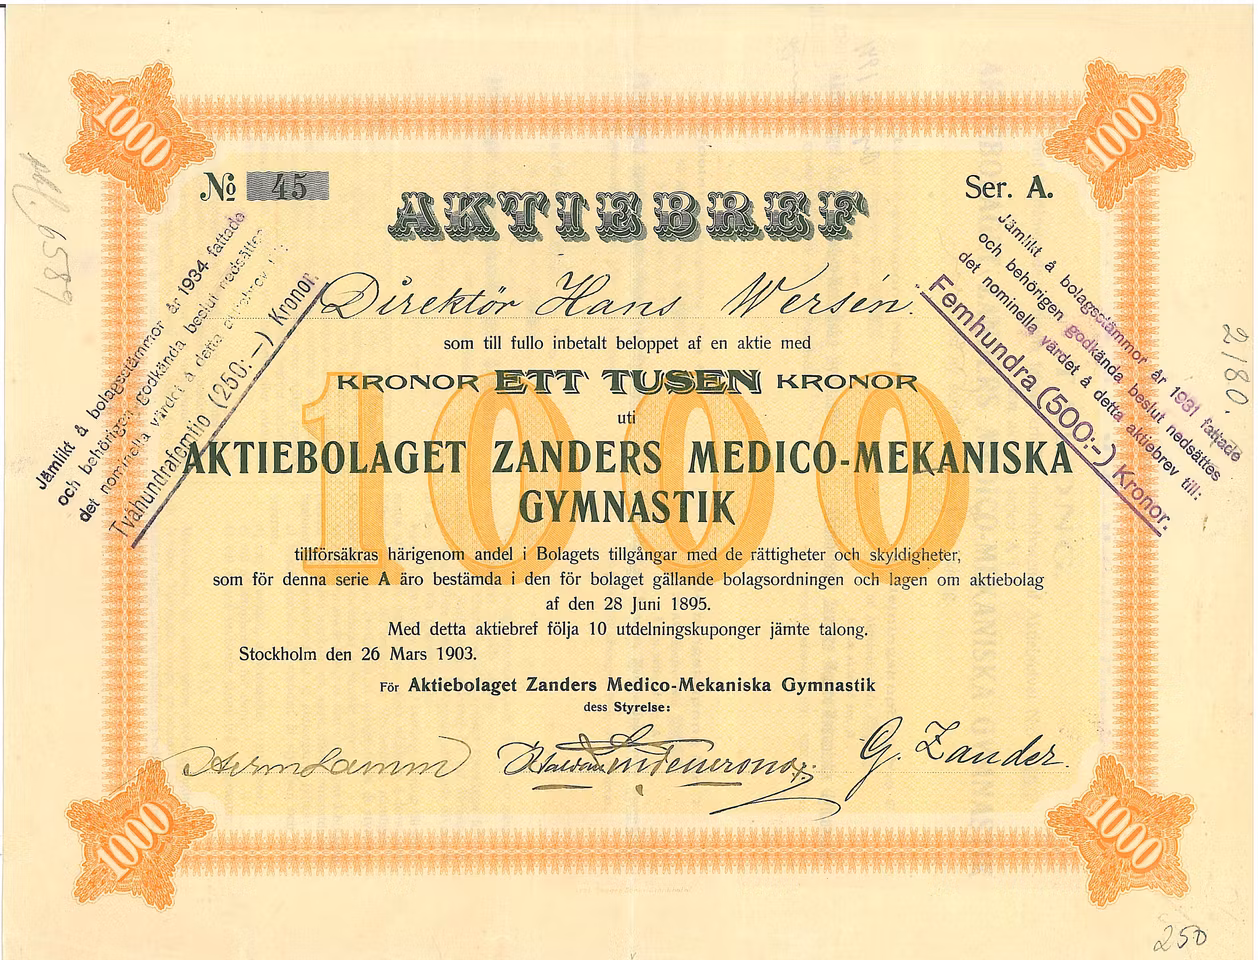 1000
1000
№ 45
Ser. A.
AKTIEBREF
Direktör Hans Wersén.
som till fullo inbetalt beloppet af en aktie med
KRONOR ETT TUSEN KRONOR
1000
uti
AKTIEBOLAGET ZANDERS MEDICO-MEKANISKA
GYMNASTIK
tillförsäkras härigenom andel i Bolagets tillgångar med de rättigheter och skyldigheter,
som för denna serie A äro bestämda i den för bolaget gällande bolagsordningen och lagen om aktiebolag
af den 28 Juni 1895.
Med detta aktiebref följa 10 utdelningskuponger jämte talong.
Stockholm den 26 Mars 1903.
För Aktiebolaget Zanders Medico-Mekaniska Gymnastik
dess Styrelse:
Herm Lamm
G. Zander.
1000
1000
Jämlikt å bolagsstämmor år 1934 fattade
och behörigen godkända beslut nedsättes
det nominella värdet å detta aktiebrev till:
Tvåhundrafemtio (250:-) Kronor.
Jämlikt å bolagsstämmor år 1931 fattade
och behörigen godkända beslut nedsättes
det nominella värdet å detta aktiebrev till:
Femhundra (500:-) Kronor.
6589
2180.
250